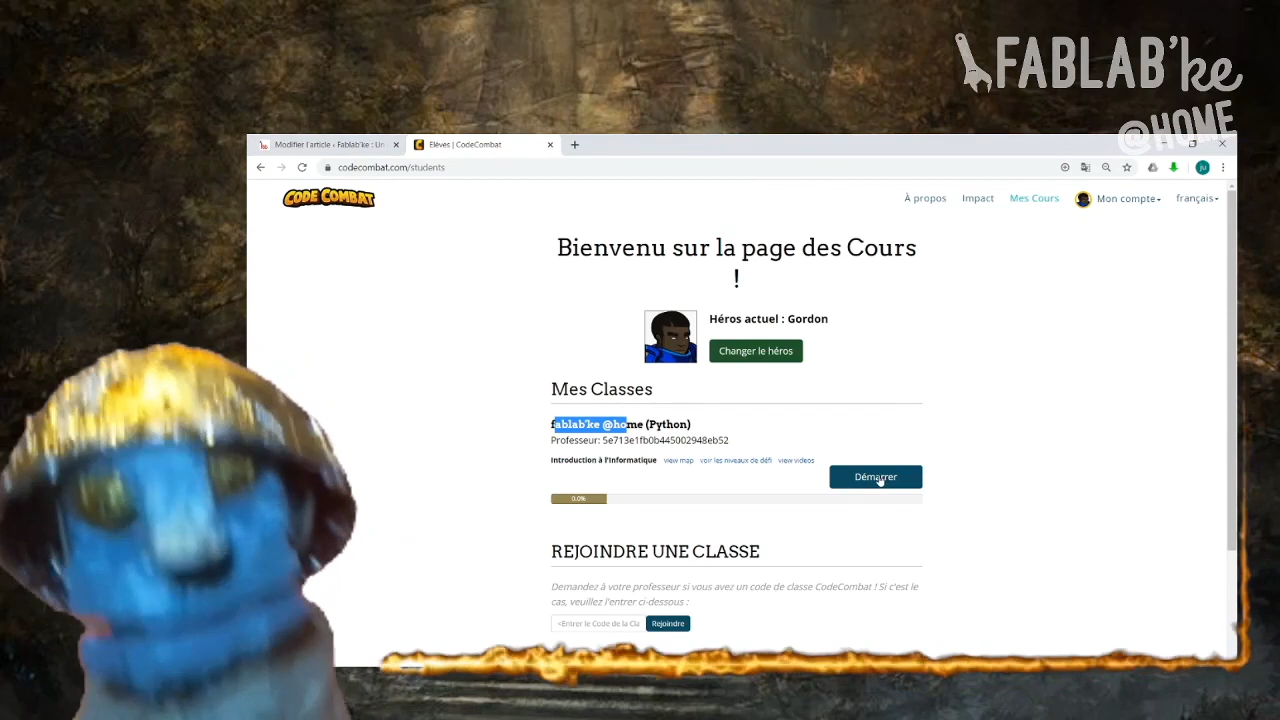 FABLAB'ke
@HOME
Modifier l'article ‹ Fablab'ke : Un
Elèves | CodeCombat
codecombat.com/students
ju
CODE COMBAT
À propos
Impact
Mes Cours
Mon compte
français
Bienvenu sur la page des Cours
!
Héros actuel : Gordon
Changer le héros
Mes Classes
fablab'ke @home (Python)
Professeur: 5e713e1fb0b445002948eb52
Introduction à l'Informatique view map voir les niveaux de défi view videos
Démarrer
0.0%
REJOINDRE UNE CLASSE
Demandez à votre professeur si vous avez un code de classe CodeCombat ! Si c'est le
cas, veuillez l'entrer ci-dessous :
<Entrer le Code de la Cla
Rejoindre